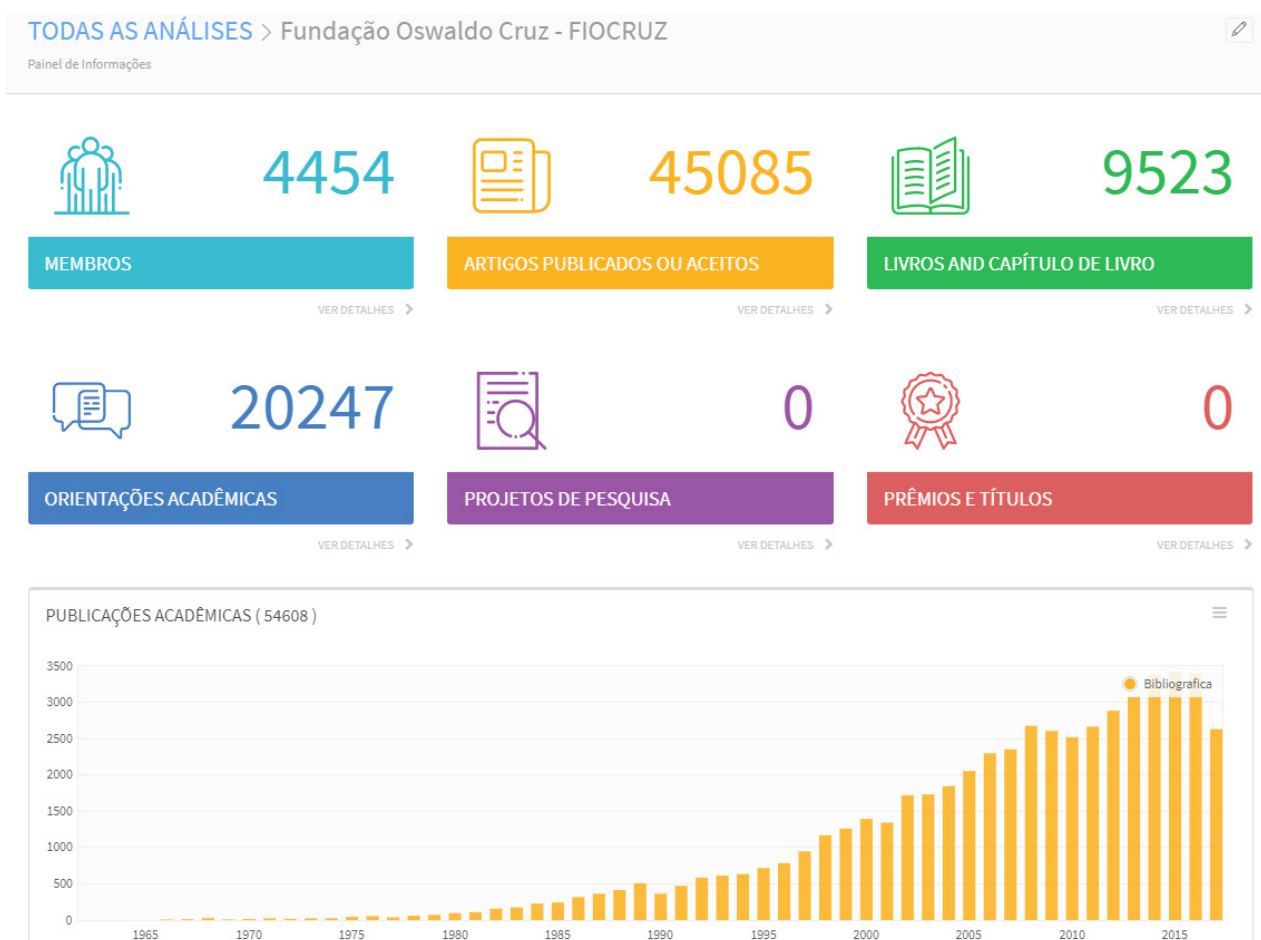 TODAS AS ANÁLISES > Fundação Oswaldo Cruz - FIOCRUZ
Painel de Informações
4454
45085
9523
MEMBROS
ARTIGOS PUBLICADOS OU ACEITOS
LIVROS AND CAPÍTULO DE LIVRO
VER DETALHES
VER DETALHES
VER DETALHES
20247
0
0
ORIENTAÇÕES ACADÊMICAS
PROJETOS DE PESQUISA
PRÊMIOS E TÍTULOS
VER DETALHES
VER DETALHES
VER DETALHES
PUBLICAÇÕES ACADÊMICAS ( 54608 )
Bibliografica
3500
3000
2500
2000
1500
1000
500
0
1965 1970 1975 1980 1985 1990 1995 2000 2005 2010 2015